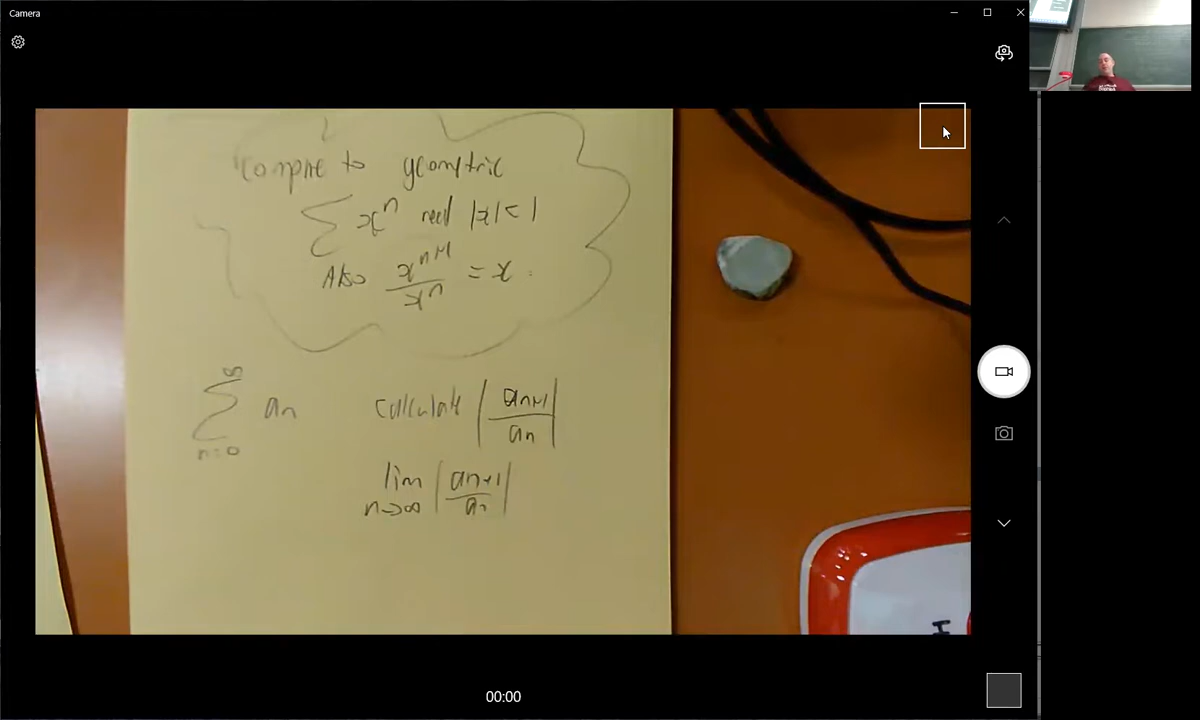 Camera
compare to geometric
∑ xⁿ need |x| < 1
Also xⁿ⁺¹/xⁿ = x.
∞
∑ aₙ calculate |aₙ₊₁/aₙ|
n=0
lim |aₙ₊₁/aₙ|
n→∞
H
00:00